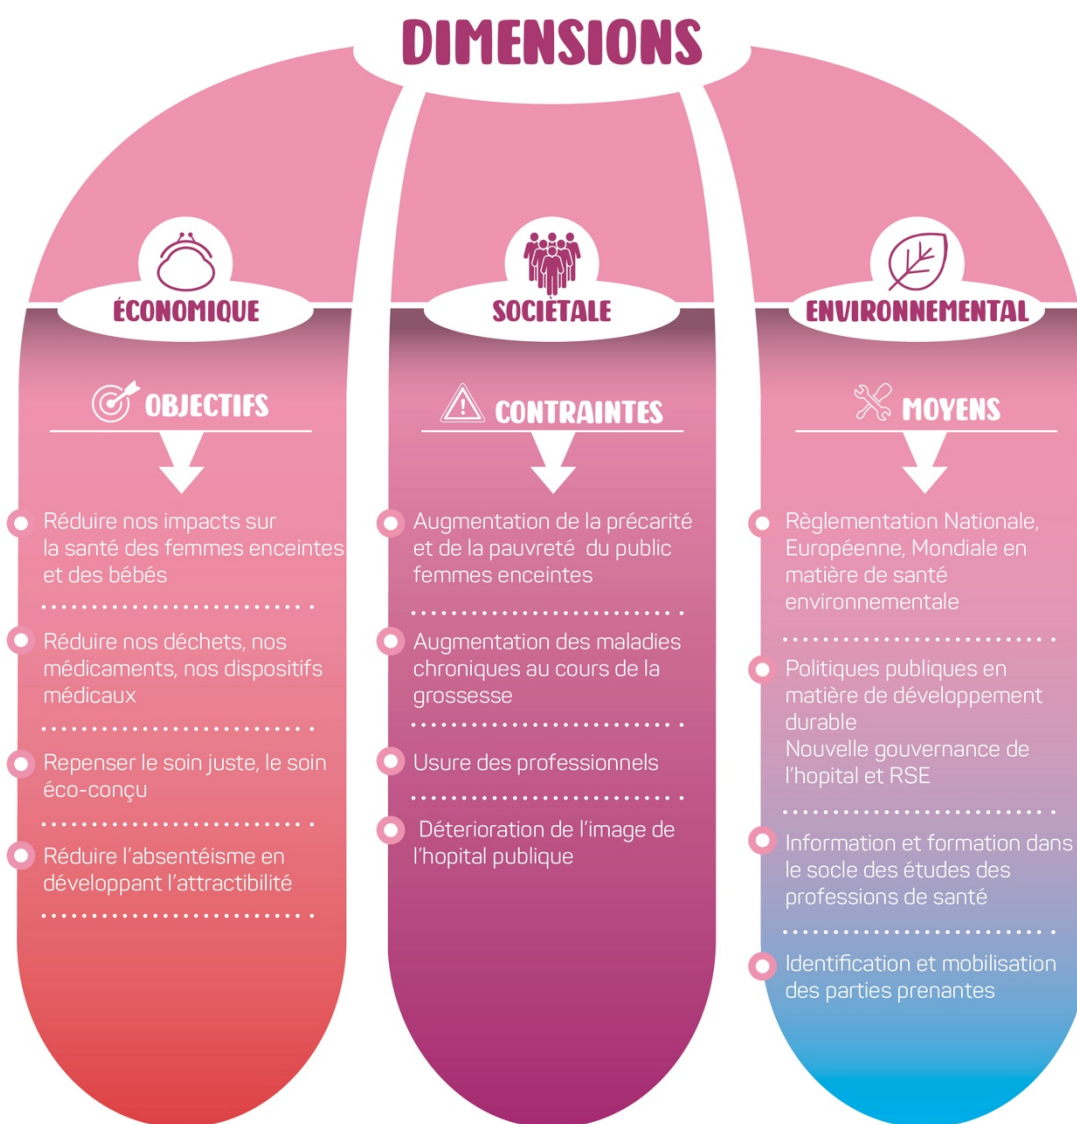 DIMENSIONS
ÉCONOMIQUE
OBJECTIFS
Réduire nos impacts sur
la santé des femmes enceintes
et des bébés
Réduire nos déchets, nos
médicaments, nos dispositifs
médicaux
Repenser le soin juste, le soin
éco-conçu
Réduire l'absentéisme en
développant l'attractibilité
SOCIÈTALE
CONTRAINTES
Augmentation de la précarité
et de la pauvreté du public
femmes enceintes
Augmentation des maladies
chroniques au cours de la
grossesse
Usure des professionnels
Déterioration de l'image de
l'hopital publique
ENVIRONNEMENTAL
MOYENS
Règlementation Nationale,
Européenne, Mondiale en
matière de santé
environnementale
Politiques publiques en
matière de développement
durable
Nouvelle gouvernance de
l'hopital et RSE
Information et formation dans
le socle des études des
professions de santé
Identification et mobilisation
des parties prenantes